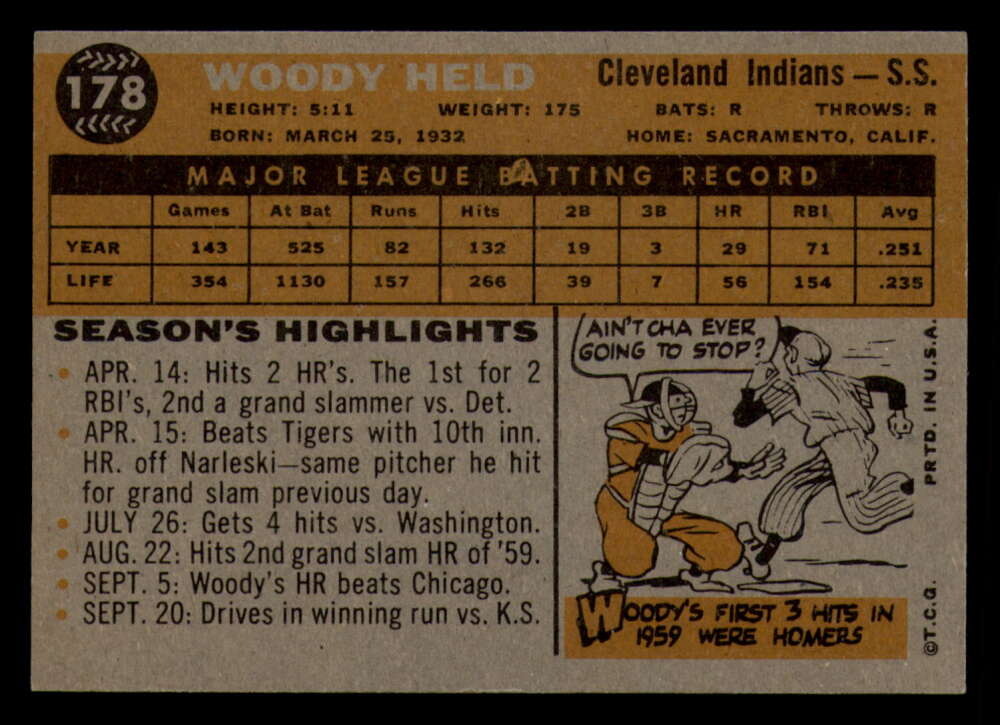 178
WOODY HELD
Cleveland Indians — S.S.
HEIGHT: 5:11 WEIGHT: 175 BATS: R THROWS: R
BORN: MARCH 25, 1932 HOME: SACRAMENTO, CALIF.
MAJOR LEAGUE BATTING RECORD
Games At Bat Runs Hits 2B 3B HR RBI Avg
YEAR 143 525 82 132 19 3 29 71 .251
LIFE 354 1130 157 266 39 7 56 154 .235
SEASON'S HIGHLIGHTS
• APR. 14: Hits 2 HR's. The 1st for 2
RBI's, 2nd a grand slammer vs. Det.
• APR. 15: Beats Tigers with 10th inn.
HR. off Narleski—same pitcher he hit
for grand slam previous day.
• JULY 26: Gets 4 hits vs. Washington.
• AUG. 22: Hits 2nd grand slam HR of '59.
• SEPT. 5: Woody's HR beats Chicago.
• SEPT. 20: Drives in winning run vs. K.S.
AIN'T CHA EVER
GOING TO STOP?
WOODY'S FIRST 3 HITS IN
1959 WERE HOMERS
©T.C.G. PRTD. IN U.S.A.